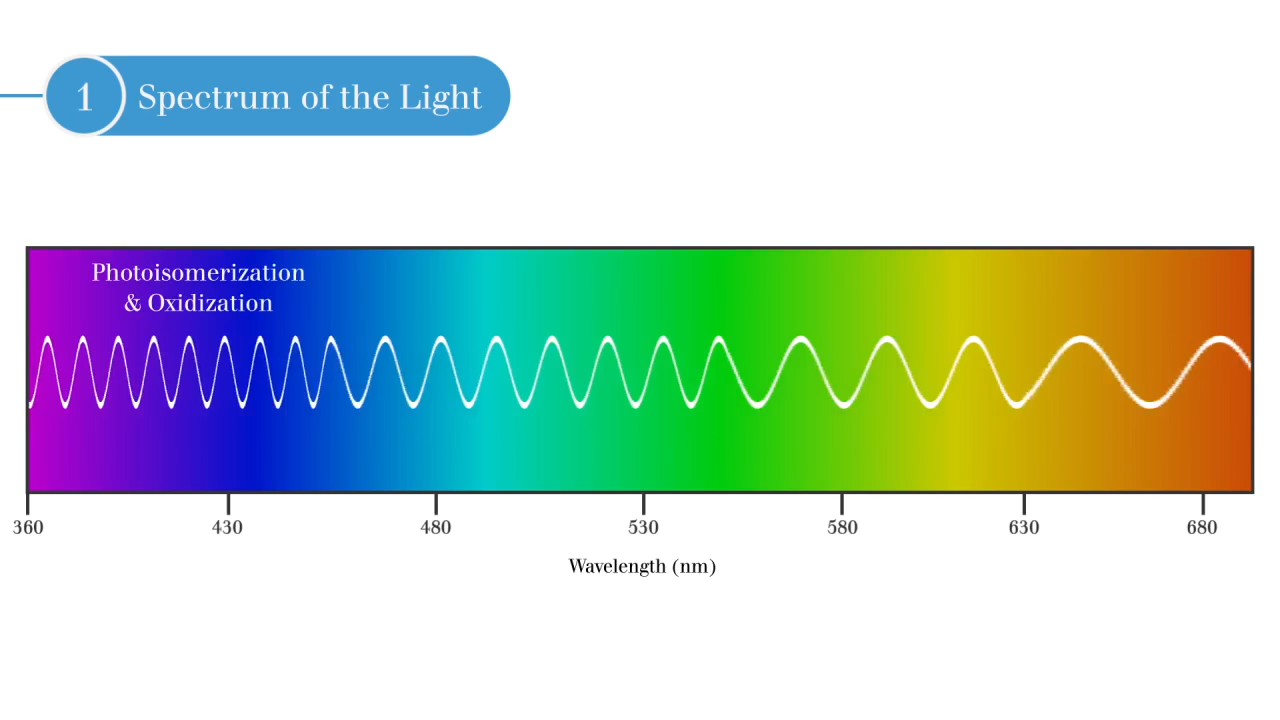 1
Spectrum of the Light
Photoisomerization
& Oxidization
360 430 480 530 580 630 680
Wavelength (nm)